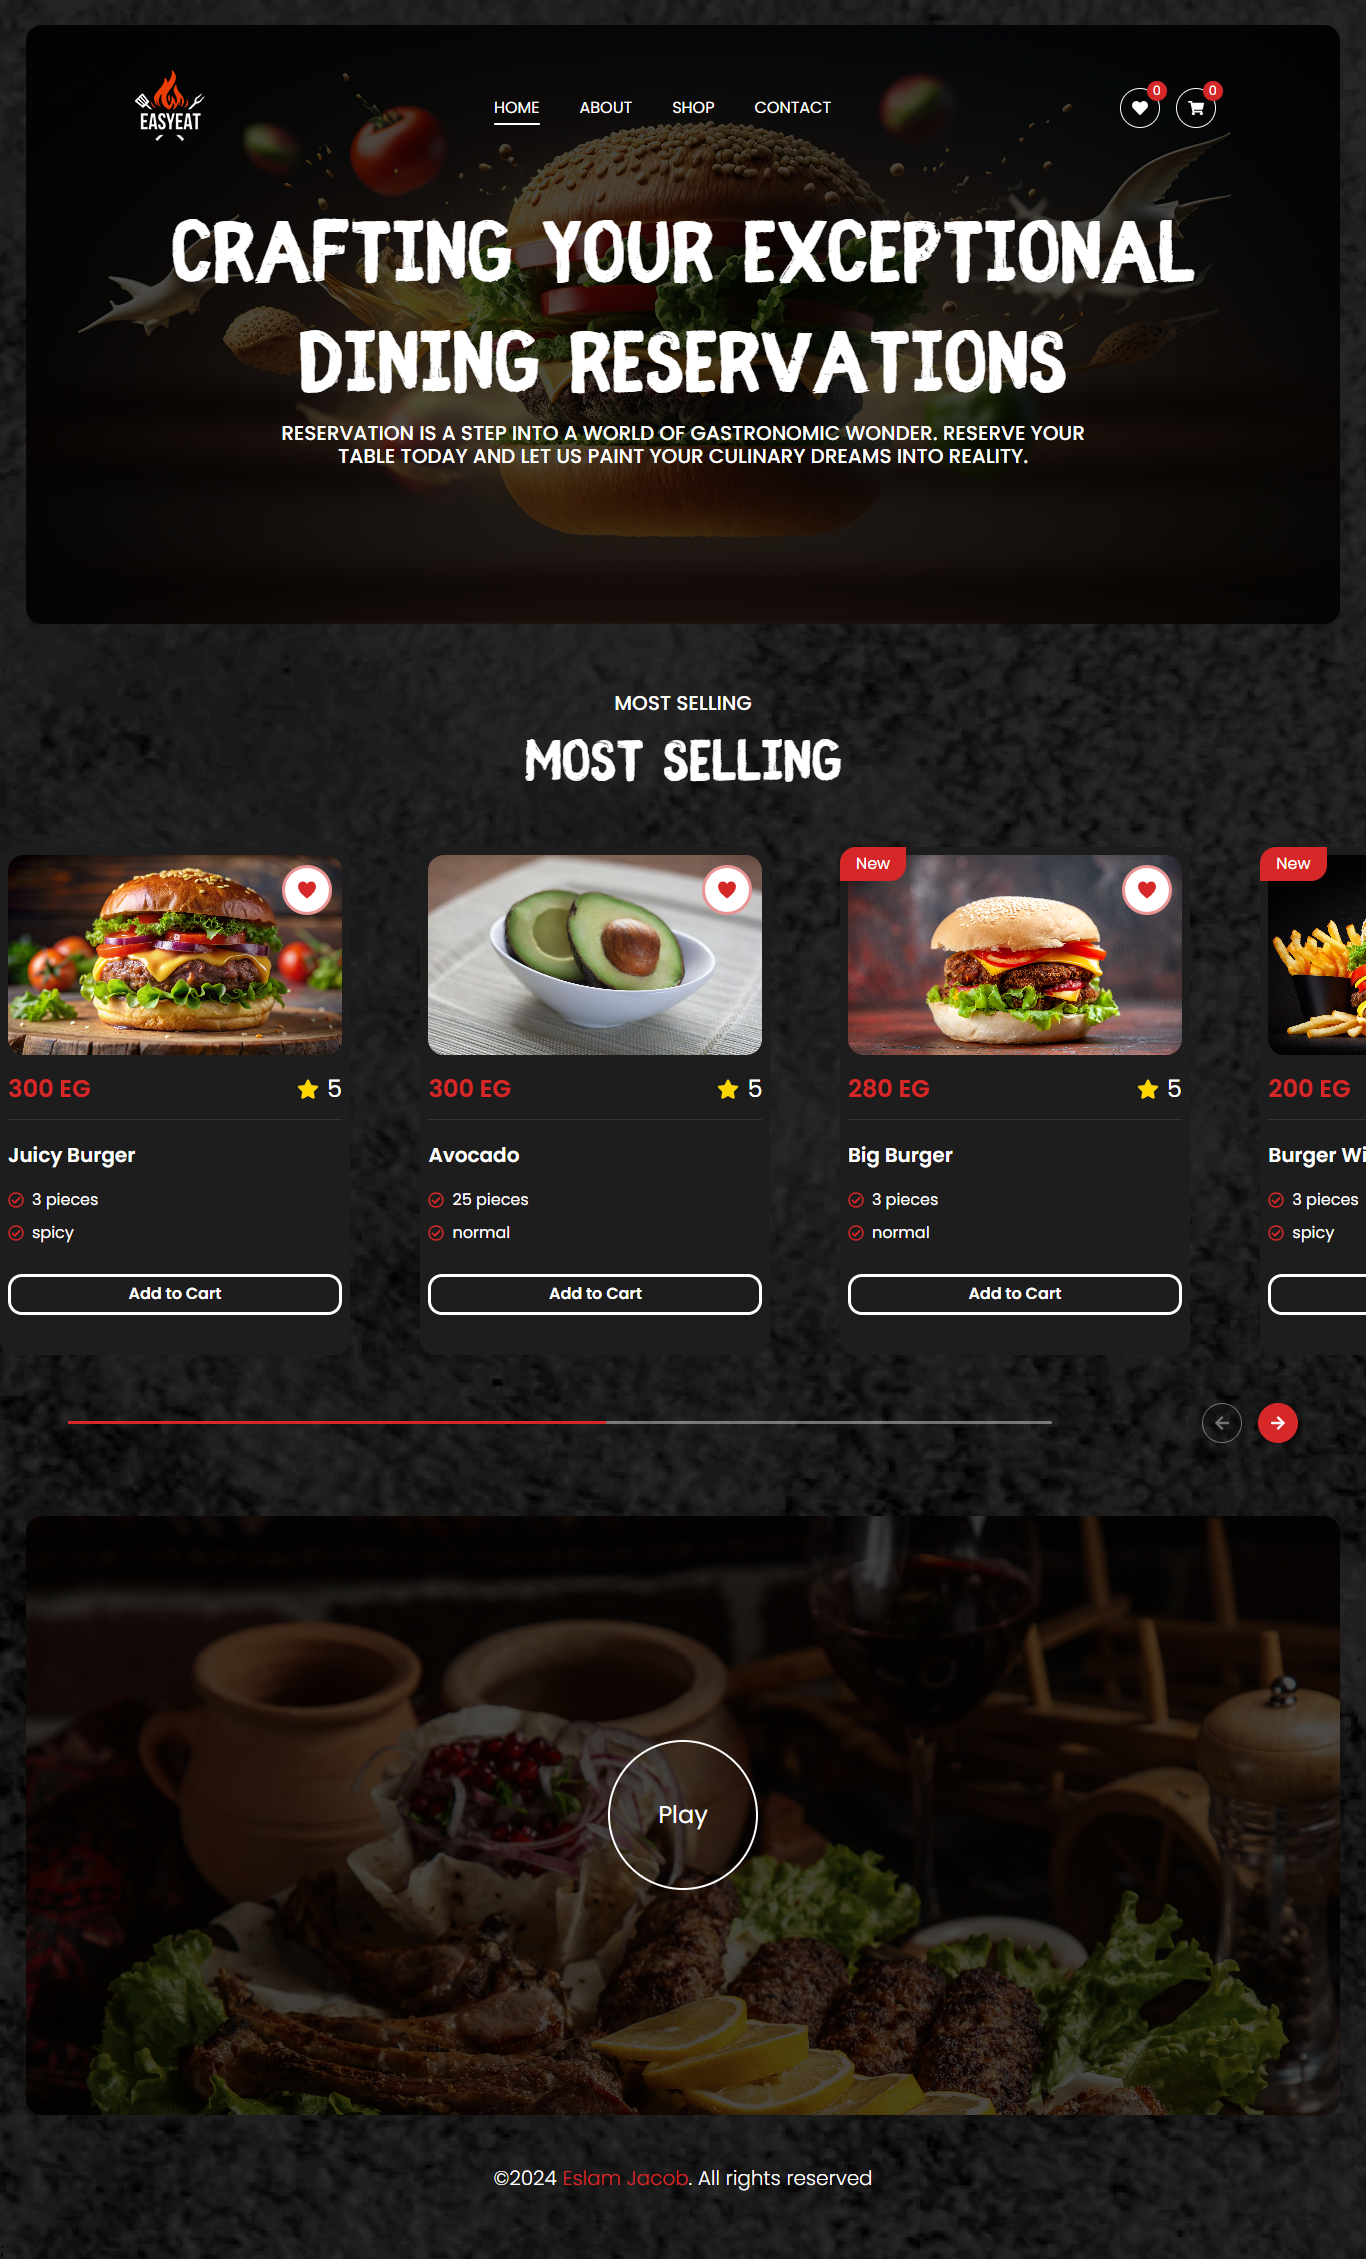 EASYEAT
HOME ABOUT SHOP CONTACT
0 0
CRAFTING YOUR EXCEPTIONAL
DINING RESERVATIONS
RESERVATION IS A STEP INTO A WORLD OF GASTRONOMIC WONDER. RESERVE YOUR
TABLE TODAY AND LET US PAINT YOUR CULINARY DREAMS INTO REALITY.
MOST SELLING
MOST SELLING
300 EG 5
Juicy Burger
3 pieces
spicy
Add to Cart
300 EG 5
Avocado
25 pieces
normal
Add to Cart
New
280 EG 5
Big Burger
3 pieces
normal
Add to Cart
New
200 EG
Burger Wi
3 pieces
spicy
Play
©2024 Eslam Jacob. All rights reserved